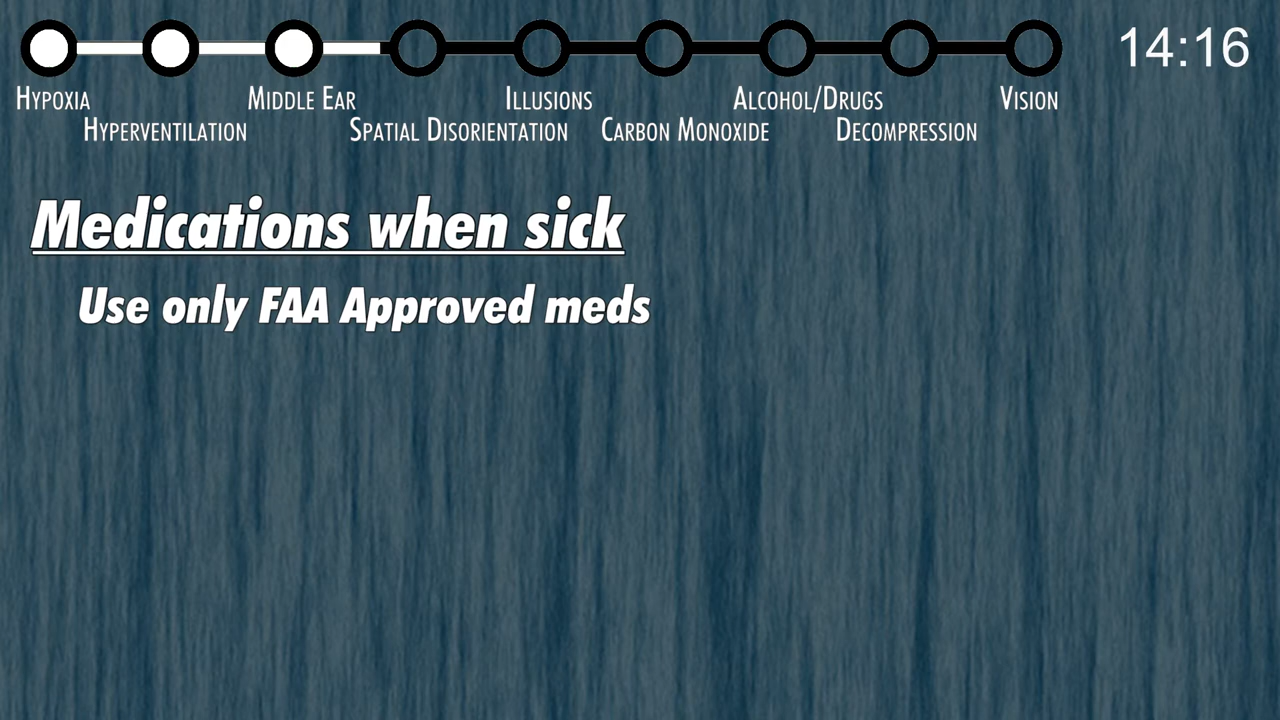 14:16
Hypoxia
Hyperventilation
Middle Ear
Spatial Disorientation
Illusions
Carbon Monoxide
Alcohol/Drugs
Decompression
Vision
Medications when sick
Use only FAA Approved meds